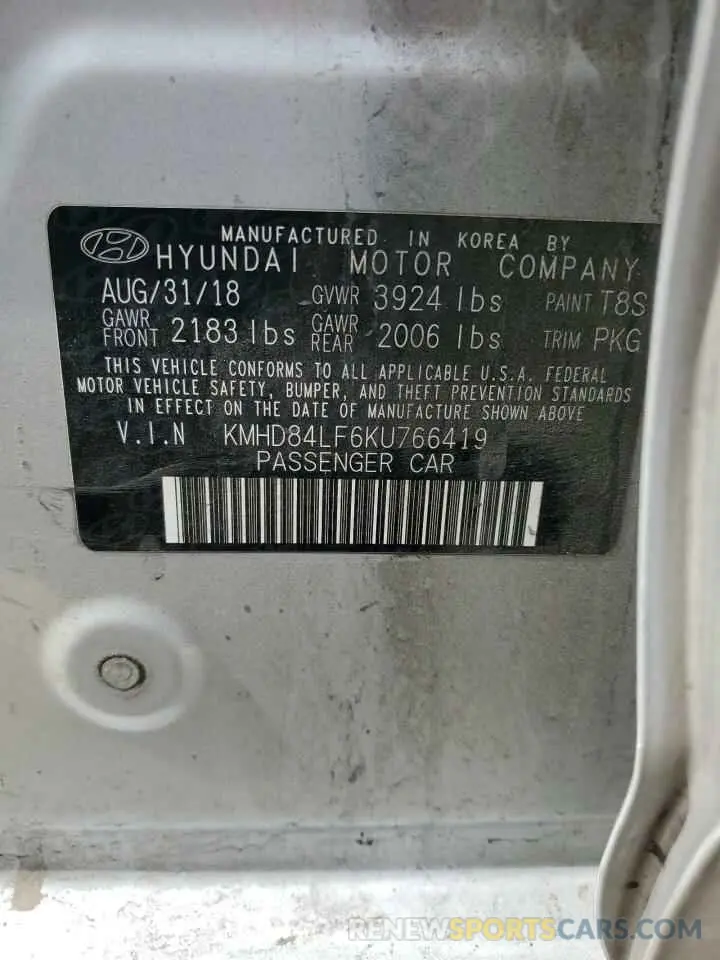 MANUFACTURED IN KOREA BY
HYUNDAI MOTOR COMPANY
AUG/31/18 GVWR 3924 lbs PAINT T8S
GAWR FRONT 2183 lbs GAWR REAR 2006 lbs TRIM PKG
THIS VEHICLE CONFORMS TO ALL APPLICABLE U.S.A. FEDERAL
MOTOR VEHICLE SAFETY, BUMPER, AND THEFT PREVENTION STANDARDS
IN EFFECT ON THE DATE OF MANUFACTURE SHOWN ABOVE
V.I.N KMHD84LF6KU766419
PASSENGER CAR
RENEWSPORTSCARS.COM